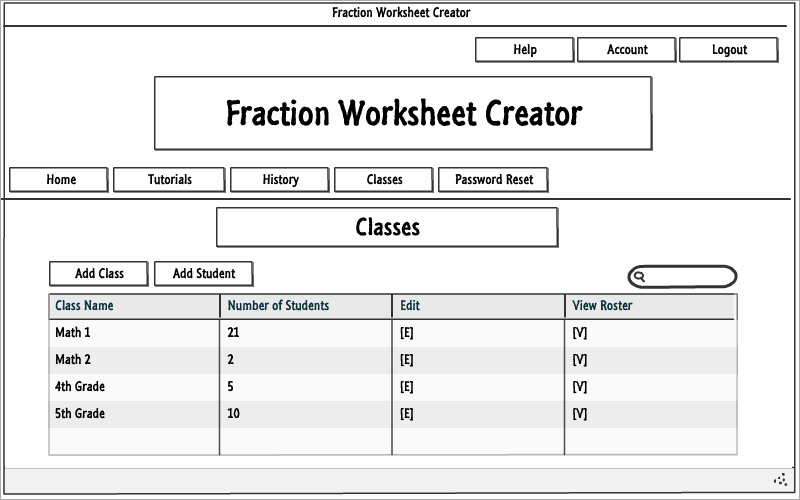 Fraction Worksheet Creator
Help Account Logout
Fraction Worksheet Creator
Home Tutorials History Classes Password Reset
Classes
Add Class Add Student
Class Name Number of Students Edit View Roster
Math 1 21 [E] [V]
Math 2 2 [E] [V]
4th Grade 5 [E] [V]
5th Grade 10 [E] [V]